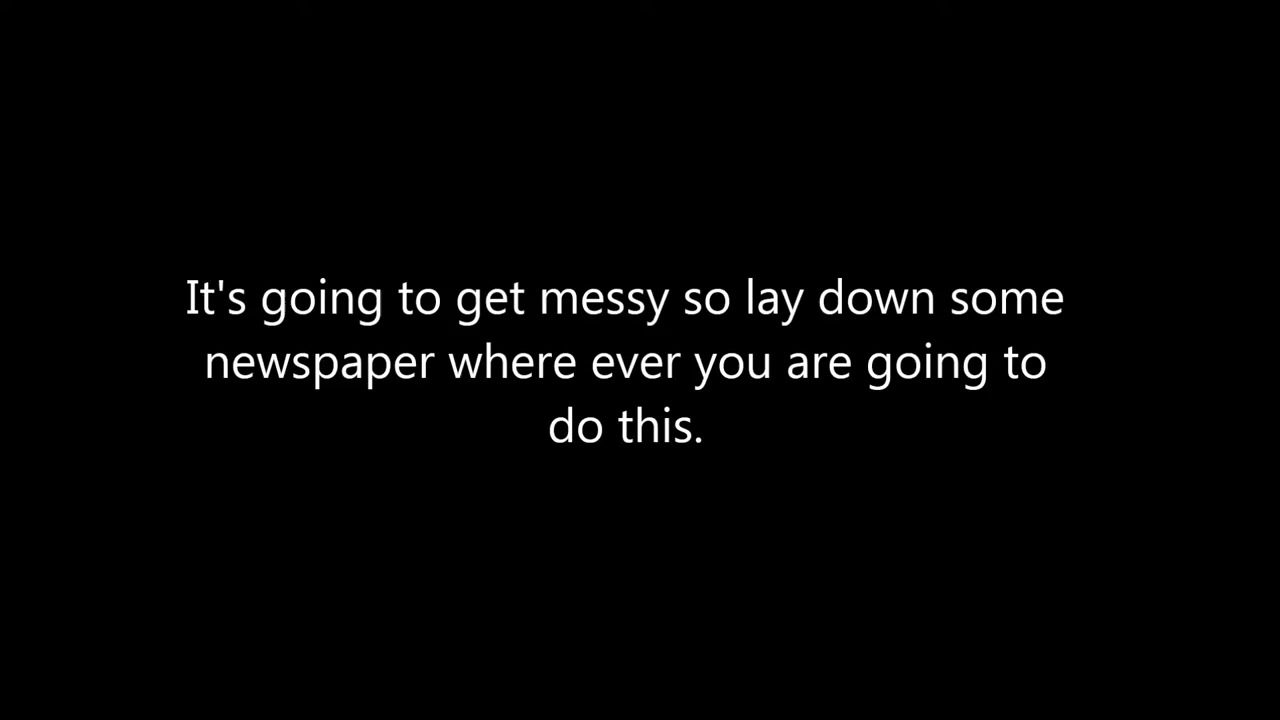 It's going to get messy so lay down some
newspaper where ever you are going to
do this.